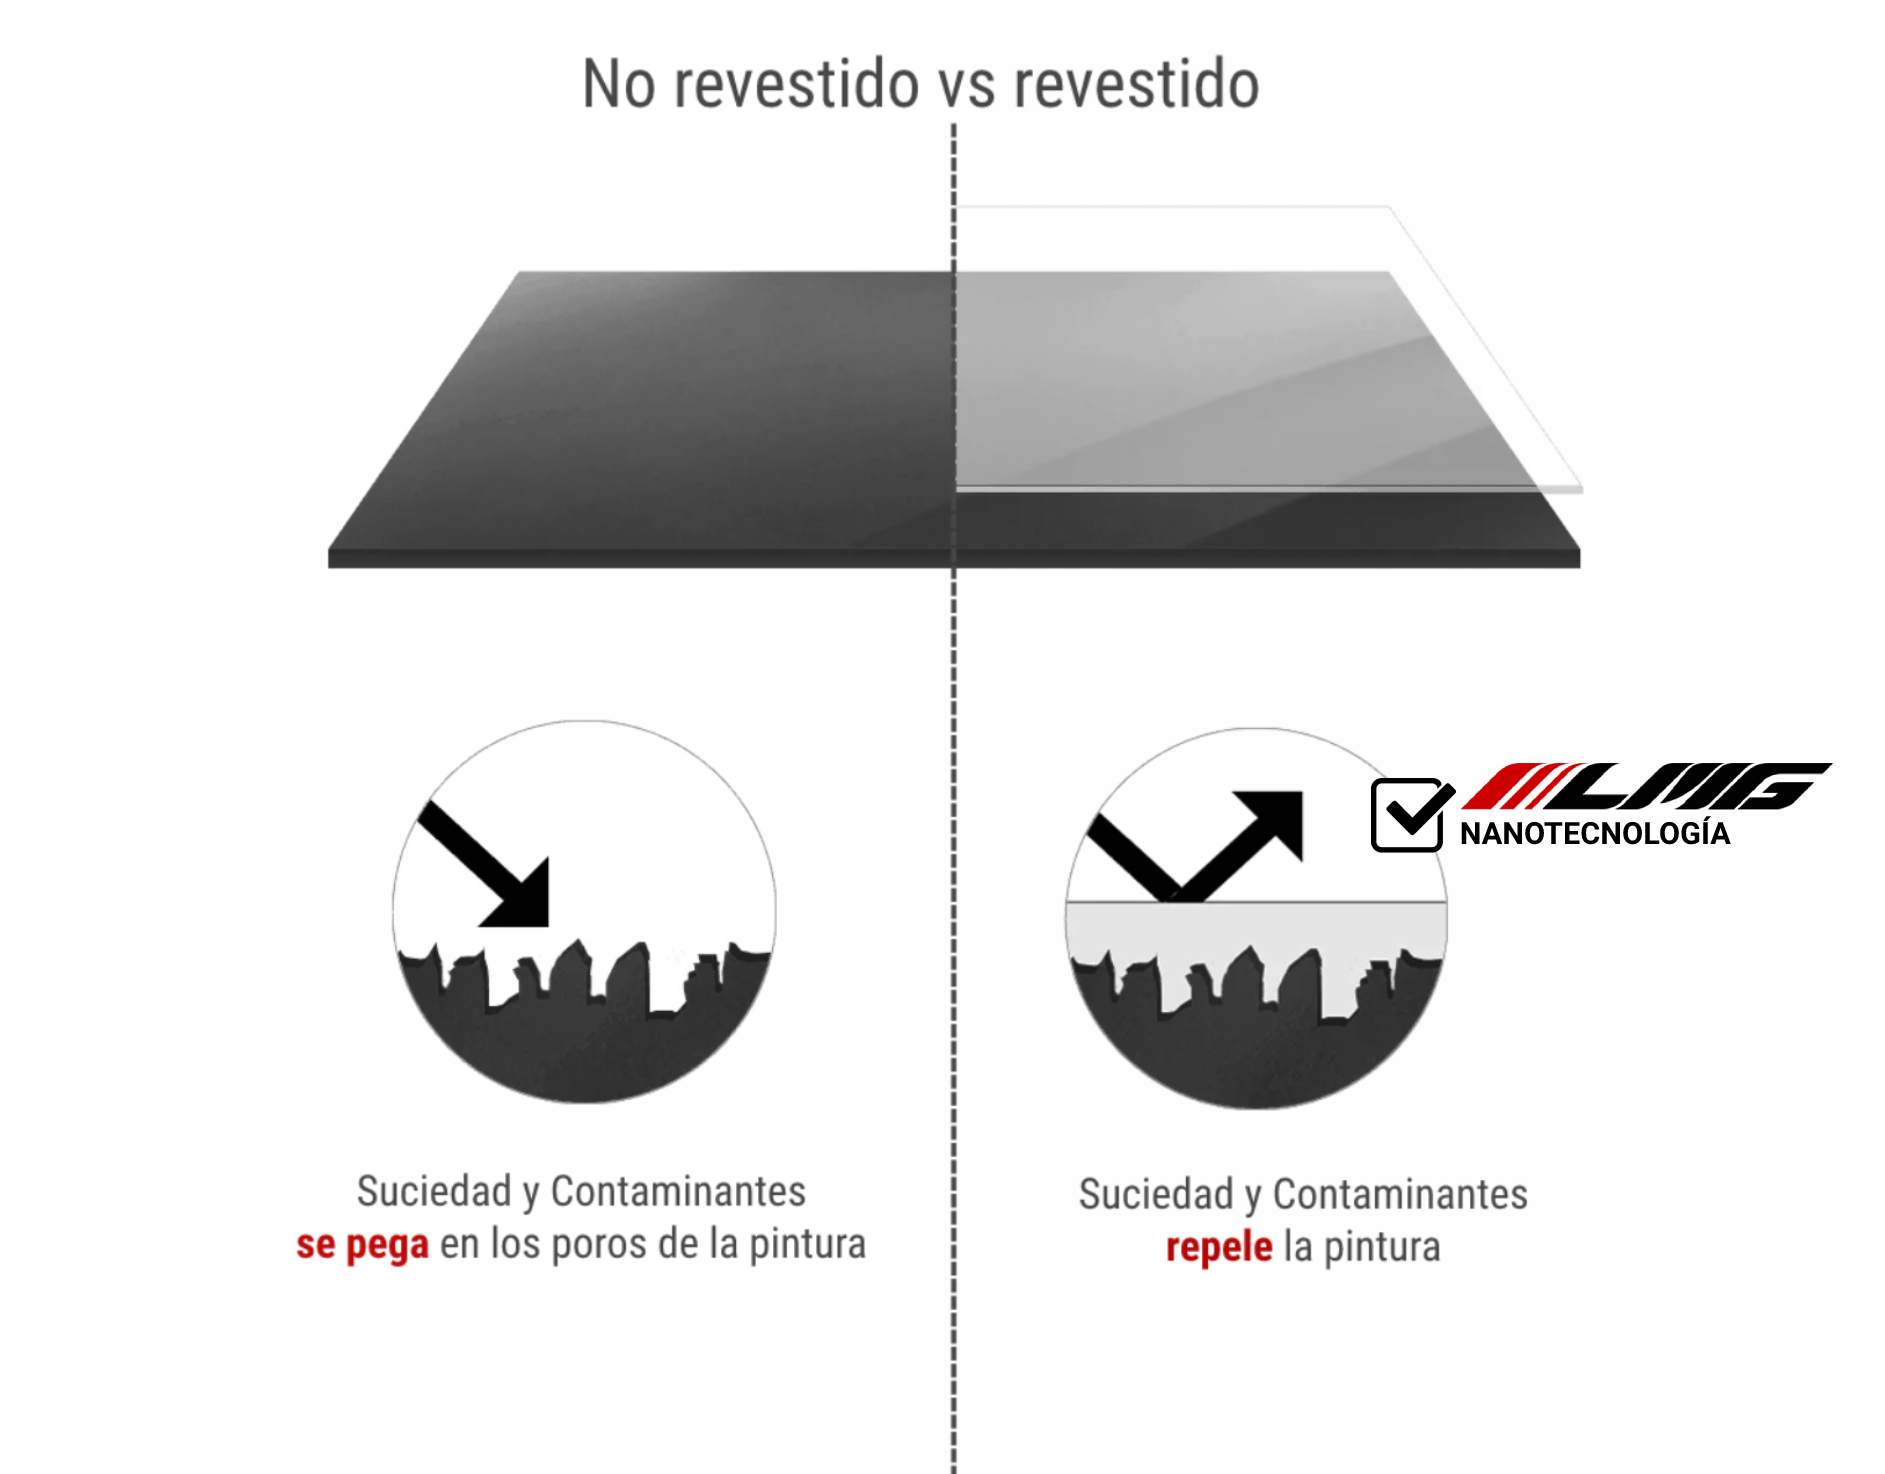 No revestido vs revestido
LMG
NANOTECNOLOGÍA
Suciedad y Contaminantes
se pega en los poros de la pintura
Suciedad y Contaminantes
repele la pintura